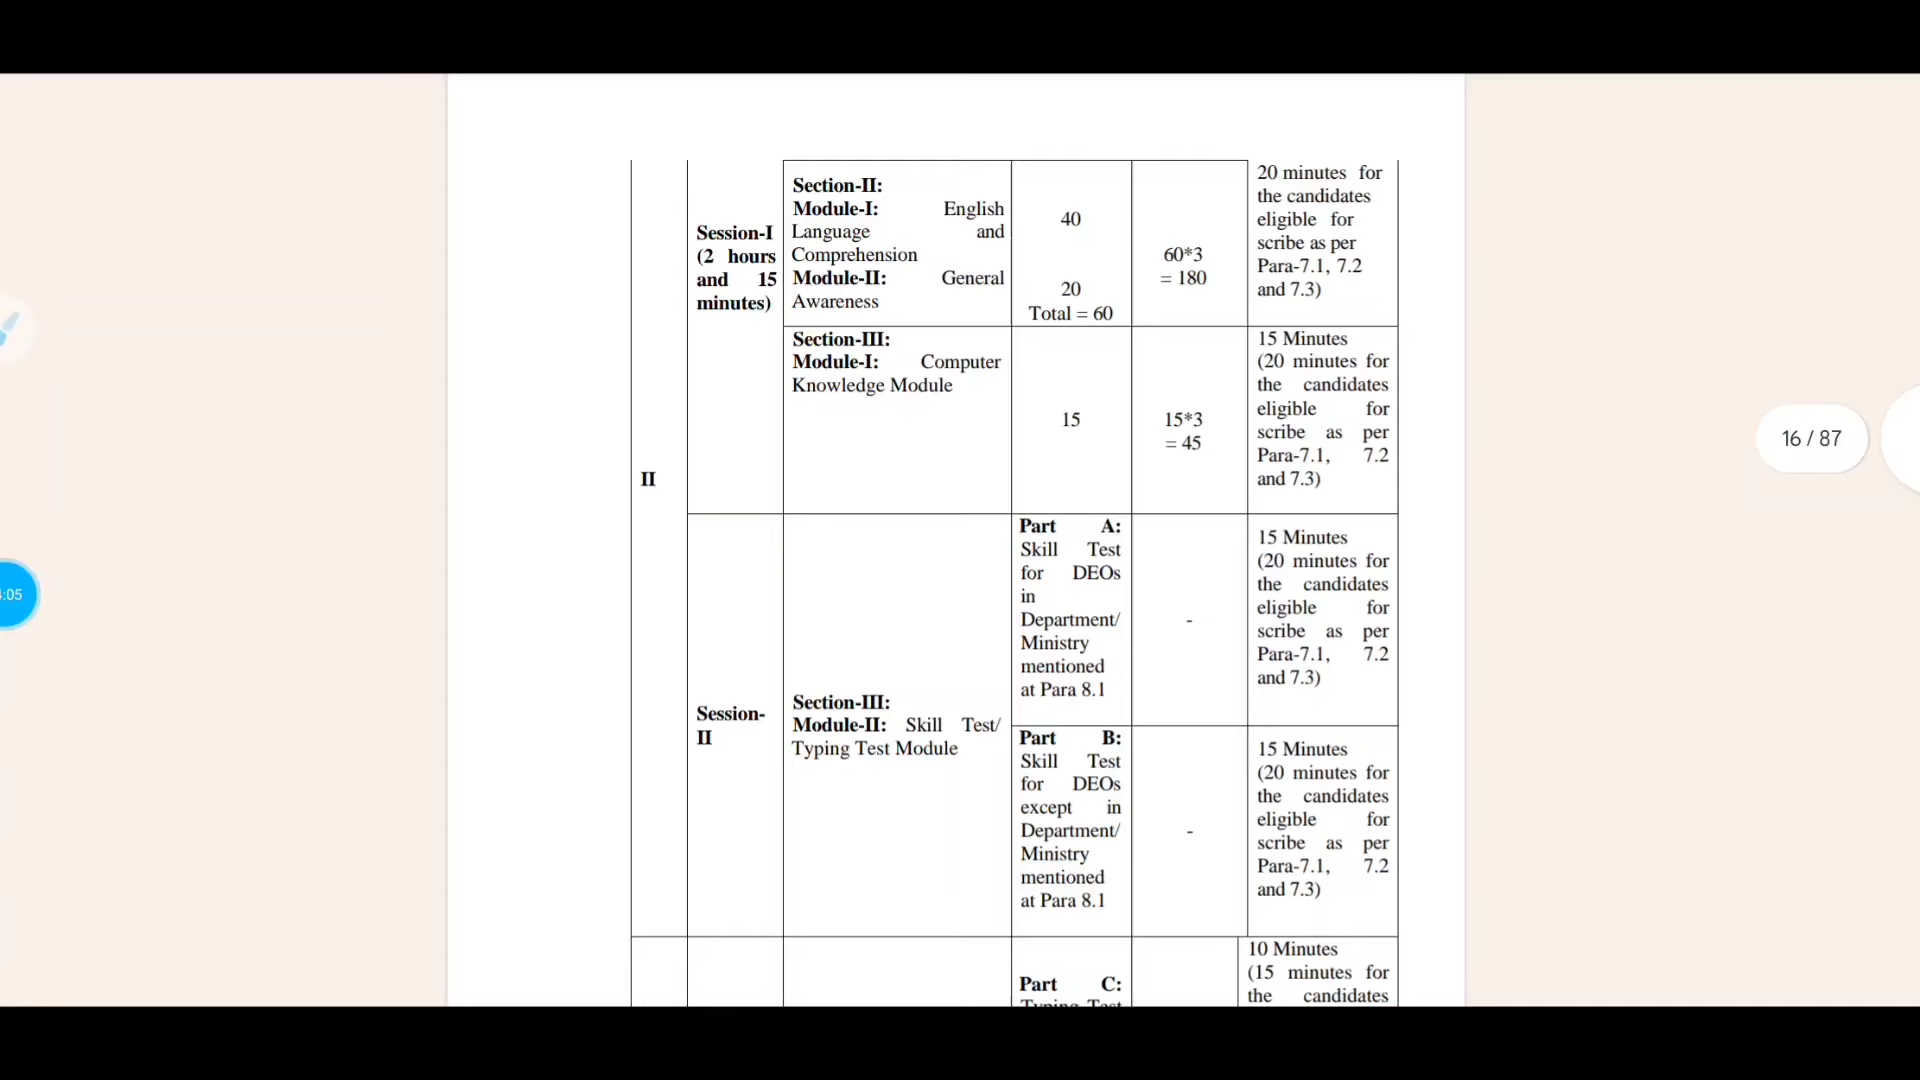 II
Session-I
(2 hours
and 15
minutes)
Section-II:
Module-I: English
Language and
Comprehension
Module-II: General
Awareness
40
20
Total = 60
60*3
= 180
20 minutes for
the candidates
eligible for
scribe as per
Para-7.1, 7.2
and 7.3)
Section-III:
Module-I: Computer
Knowledge Module
15
15*3
= 45
15 Minutes
(20 minutes for
the candidates
eligible for
scribe as per
Para-7.1, 7.2
and 7.3)
Session-
II
Section-III:
Module-II: Skill Test/
Typing Test Module
Part A:
Skill Test
for DEOs
in
Department/
Ministry
mentioned
at Para 8.1
-
15 Minutes
(20 minutes for
the candidates
eligible for
scribe as per
Para-7.1, 7.2
and 7.3)
Part B:
Skill Test
for DEOs
except in
Department/
Ministry
mentioned
at Para 8.1
-
15 Minutes
(20 minutes for
the candidates
eligible for
scribe as per
Para-7.1, 7.2
and 7.3)
Part C:
Typing Test
10 Minutes
(15 minutes for
the candidates
16 / 87
:05